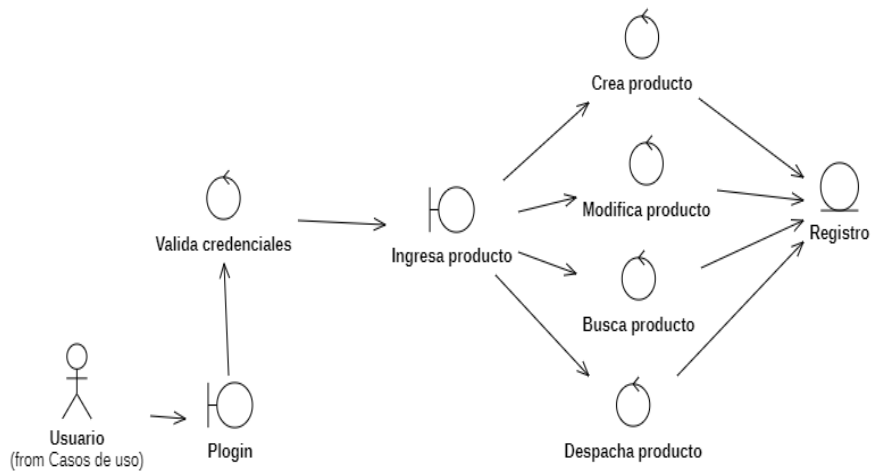 Crea producto
Modifica producto
Registro
Valida credenciales
Ingresa producto
Busca producto
Usuario
(from Casos de uso)
Plogin
Despacha producto